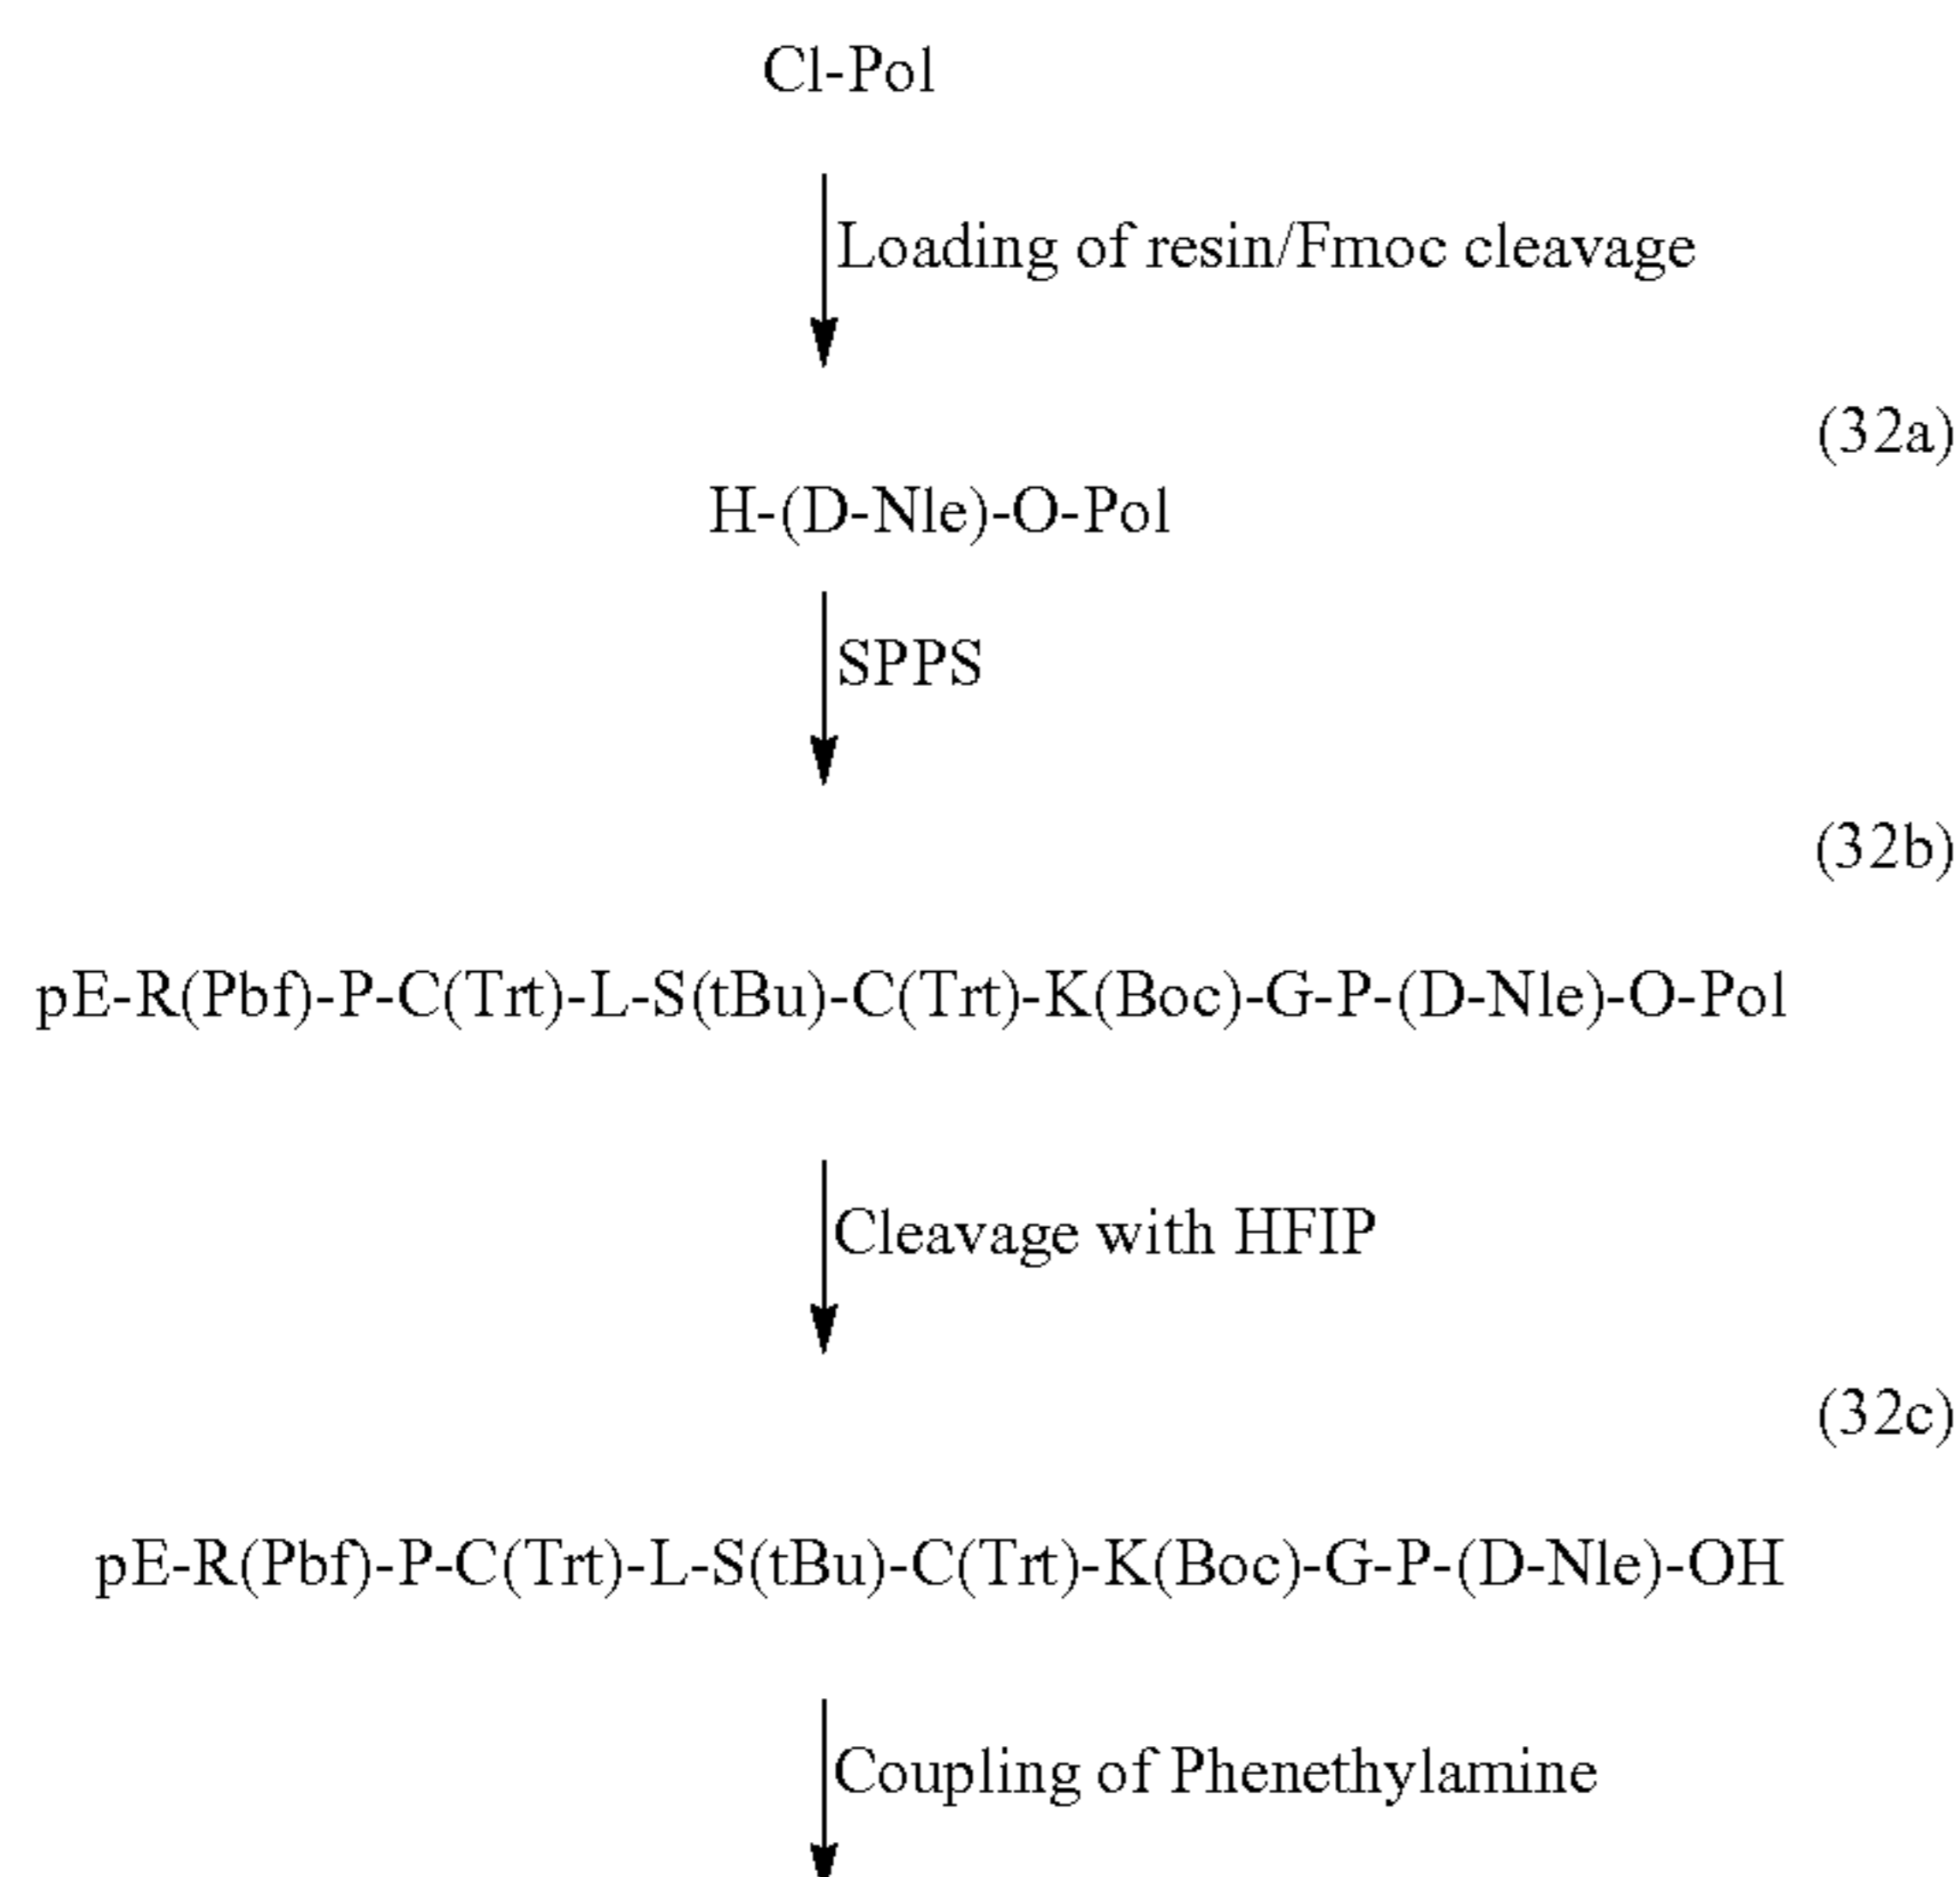 Cl-Pol
Loading of resin/Fmoc cleavage
(32a)
H-(D-Nle)-O-Pol
SPPS
(32b)
pE-R(Pbf)-P-C(Trt)-L-S(tBu)-C(Trt)-K(Boc)-G-P-(D-Nle)-O-Pol
Cleavage with HFIP
(32c)
pE-R(Pbf)-P-C(Trt)-L-S(tBu)-C(Trt)-K(Boc)-G-P-(D-Nle)-OH
Coupling of Phenethylamine